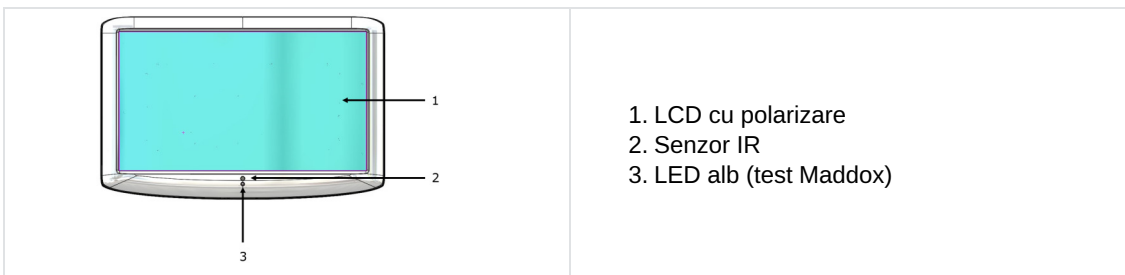 1
2
3
1. LCD cu polarizare
2. Senzor IR
3. LED alb (test Maddox)